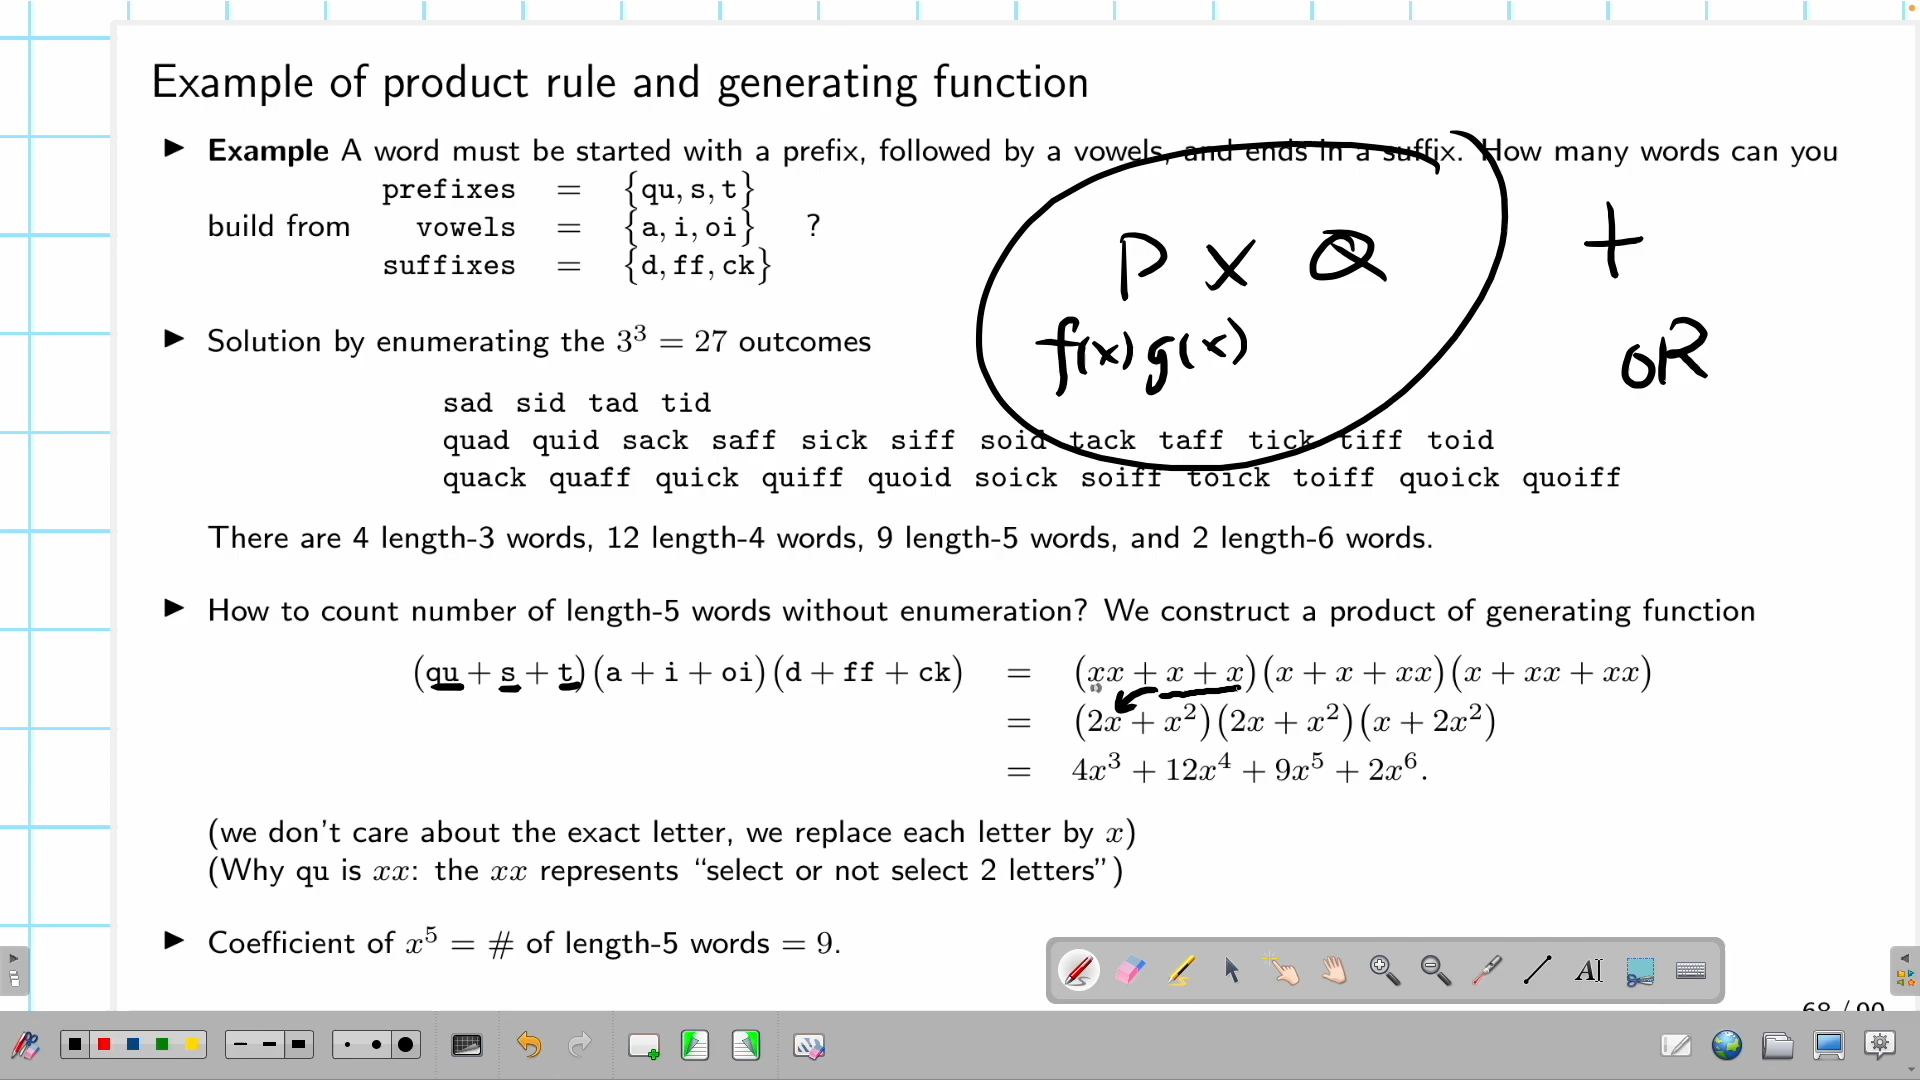 Example of product rule and generating function
▶ Example A word must be started with a prefix, followed by a vowels, and ends in a suffix. How many words can you
prefixes = {qu, s, t}
build from vowels = {a, i, oi} ?
suffixes = {d, ff, ck}
P × Q
+
f(x) g(x)
OR
▶ Solution by enumerating the 3³ = 27 outcomes
sad sid tad tid
quad quid sack saff sick siff soid tack taff tick tiff toid
quack quaff quick quiff quoid soick soiff toick toiff quoick quoiff
There are 4 length-3 words, 12 length-4 words, 9 length-5 words, and 2 length-6 words.
▶ How to count number of length-5 words without enumeration? We construct a product of generating function
(qu + s + t)(a + i + oi)(d + ff + ck) = (xx + x + x)(x + x + xx)(x + xx + xx)
= (2x + x²)(2x + x²)(x + 2x²)
= 4x³ + 12x⁴ + 9x⁵ + 2x⁶.
(we don't care about the exact letter, we replace each letter by x)
(Why qu is xx: the xx represents “select or not select 2 letters”)
▶ Coefficient of x⁵ = # of length-5 words = 9.
68 / 90